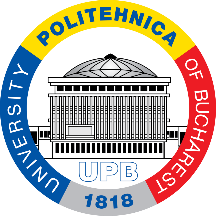 UNIVERSITY
POLITEHNICA
OF BUCHAREST
UPB
1818